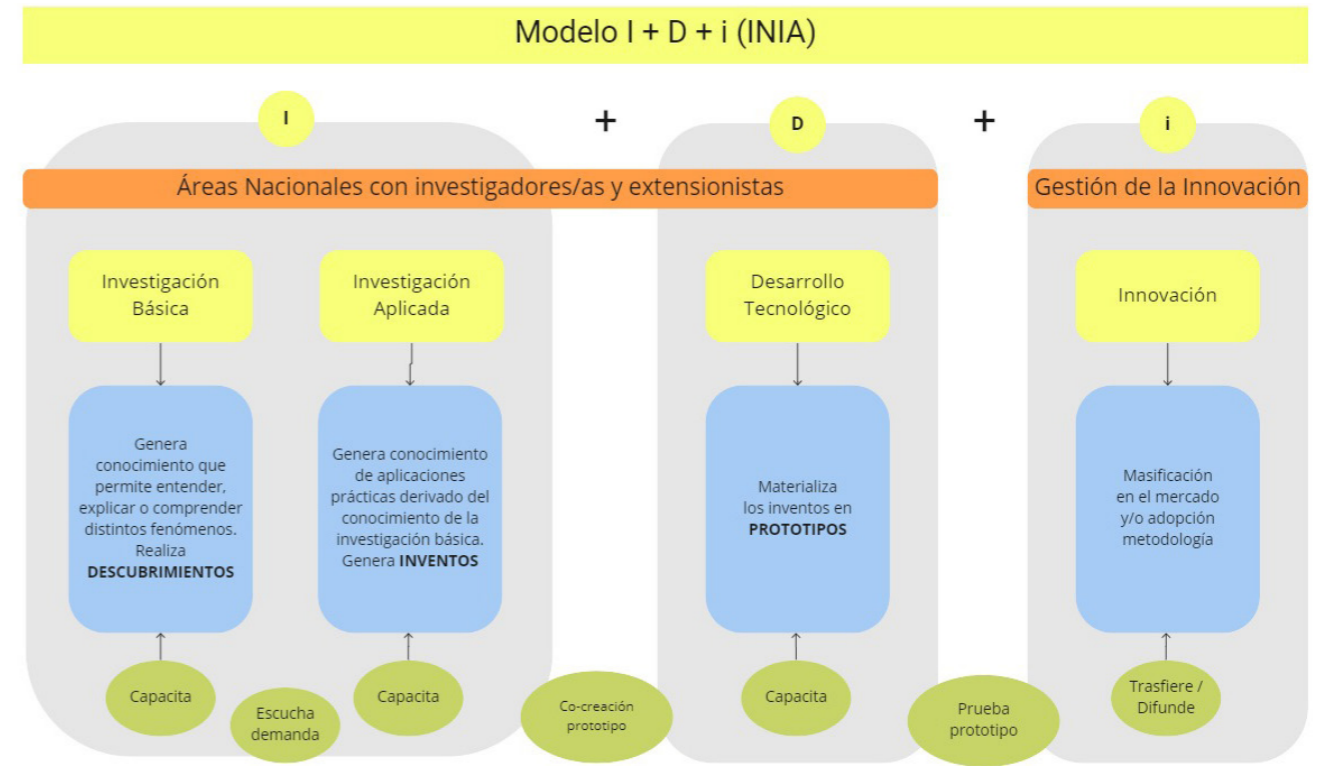 Modelo I + D + i (INIA)
I
+
D
+
i
Áreas Nacionales con investigadores/as y extensionistas
Gestión de la Innovación
Investigación
Básica
Investigación
Aplicada
Desarrollo
Tecnológico
Innovación
Genera
conocimiento que
permite entender,
explicar o comprender
distintos fenómenos.
Realiza
DESCUBRIMIENTOS
Genera conocimiento
de aplicaciones
prácticas derivado del
conocimiento de la
investigación básica.
Genera INVENTOS
Materializa
los inventos en
PROTOTIPOS
Masificación
en el mercado
y/o adopción
metodología
Capacita
Escucha
demanda
Capacita
Co-creación
prototipo
Capacita
Prueba
prototipo
Trasfiere /
Difunde